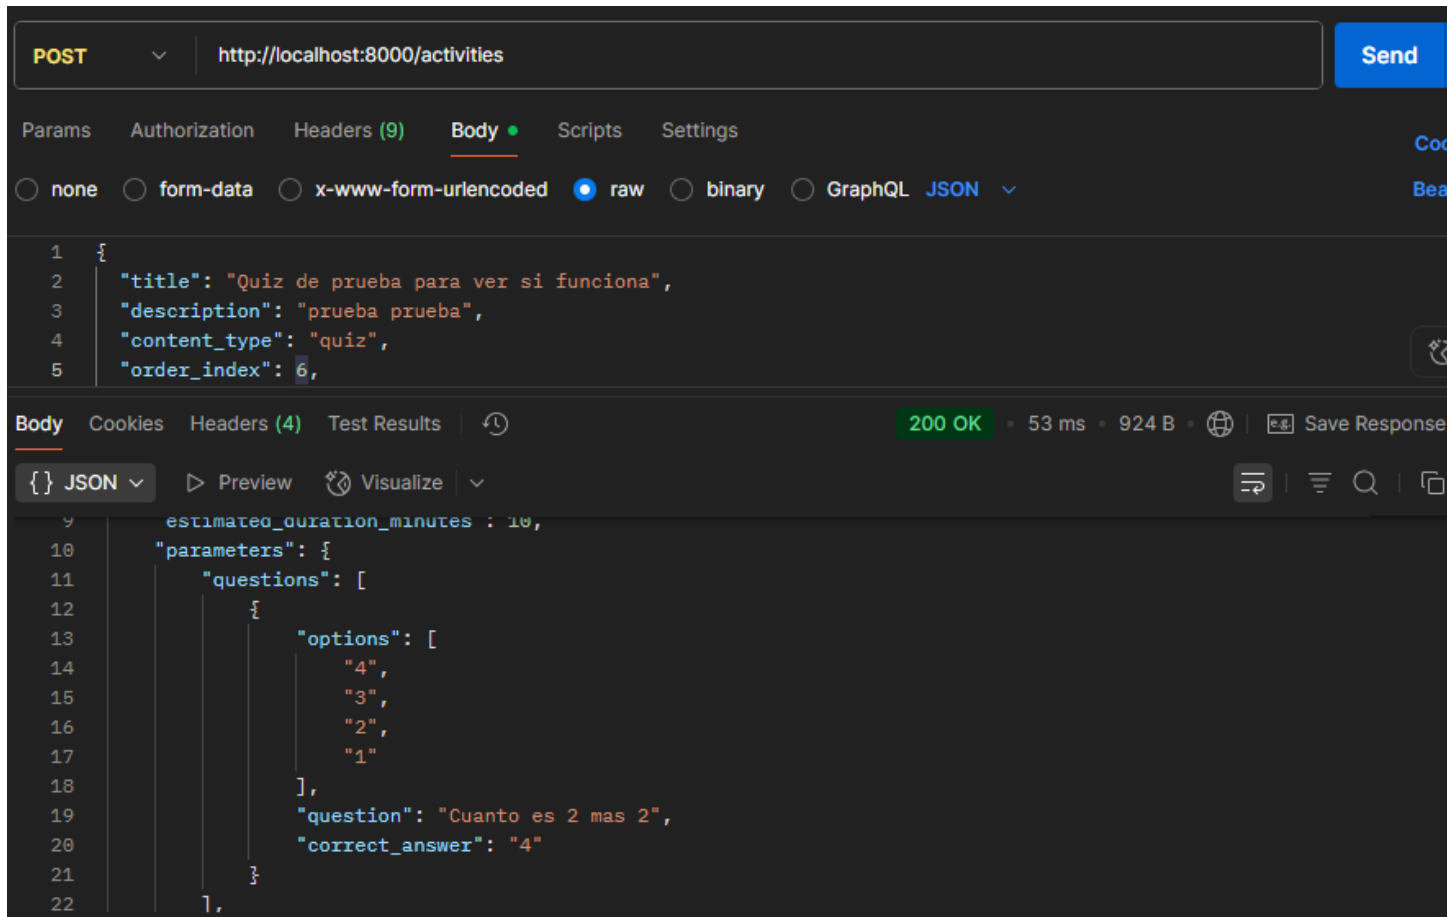 POST http://localhost:8000/activities Send
Params Authorization Headers (9) Body Scripts Settings
none form-data x-www-form-urlencoded raw binary GraphQL JSON
1 {
2 "title": "Quiz de prueba para ver si funciona",
3 "description": "prueba prueba",
4 "content_type": "quiz",
5 "order_index": 6,
Body Cookies Headers (4) Test Results 200 OK • 53 ms • 924 B • e.g. Save Response
{} JSON Preview Visualize
9 estimated_duration_minutes : 10,
10 "parameters": {
11 "questions": [
12 {
13 "options": [
14 "4",
15 "3",
16 "2",
17 "1"
18 ],
19 "question": "Cuanto es 2 mas 2",
20 "correct_answer": "4"
21 }
22 ],